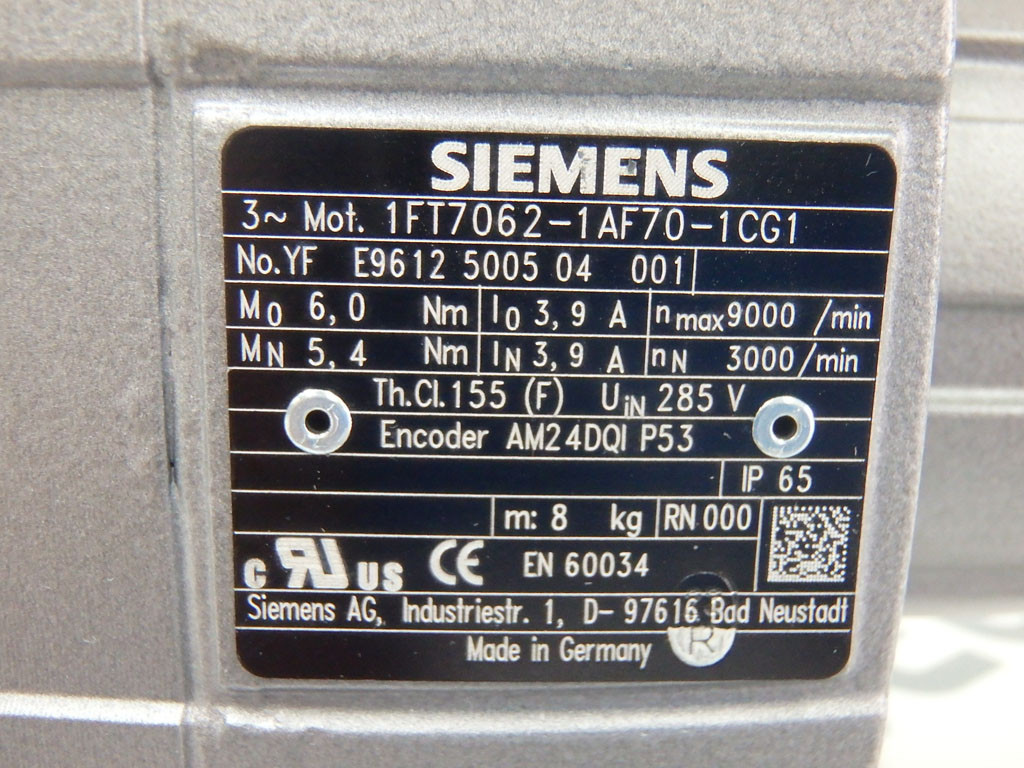 SIEMENS
3~ Mot. 1FT7062-1AF70-1CG1
No.YF E9612 5005 04 001
M0 6,0 Nm I0 3,9 A nmax 9000 /min
MN 5,4 Nm IN 3,9 A nN 3000 /min
Th.Cl.155 (F) UiN 285 V
Encoder AM24DQI P53
IP 65
m: 8 kg RN 000
c RU US CE EN 60034
Siemens AG, Industriestr. 1, D- 97616 Bad Neustadt
Made in Germany R